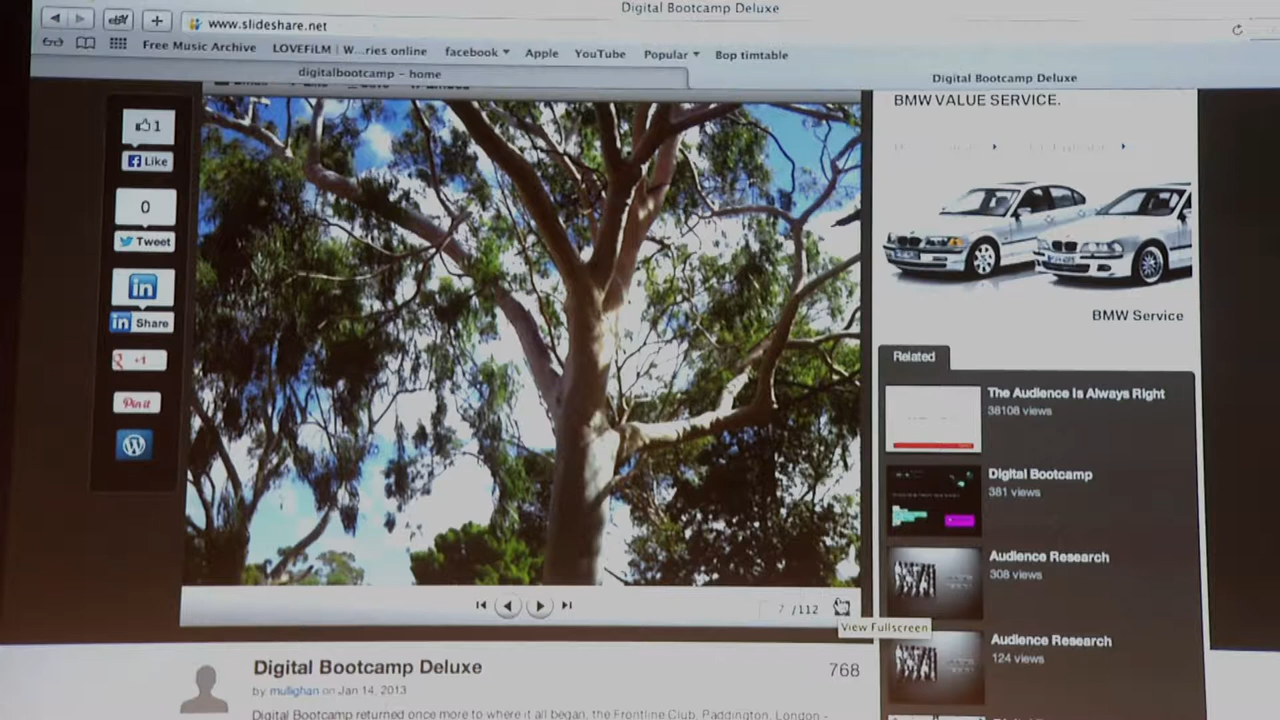 Digital Bootcamp Deluxe
www.slideshare.net
Free Music Archive LOVEFiLM | W...ries online facebook Apple YouTube Popular Bop timtable
digitalbootcamp – home
Digital Bootcamp Deluxe
BMW VALUE SERVICE.
1
Like
0
Tweet
in
in Share
+1
Pin it
BMW Service
Related
The Audience Is Always Right
38108 views
Digital Bootcamp
381 views
Audience Research
308 views
Audience Research
124 views
7 /112
View Fullscreen
Digital Bootcamp Deluxe
768
by mullighan on Jan 14, 2013
Digital Bootcamp returned once more to where it all began, the Frontline Club, Paddington, London -